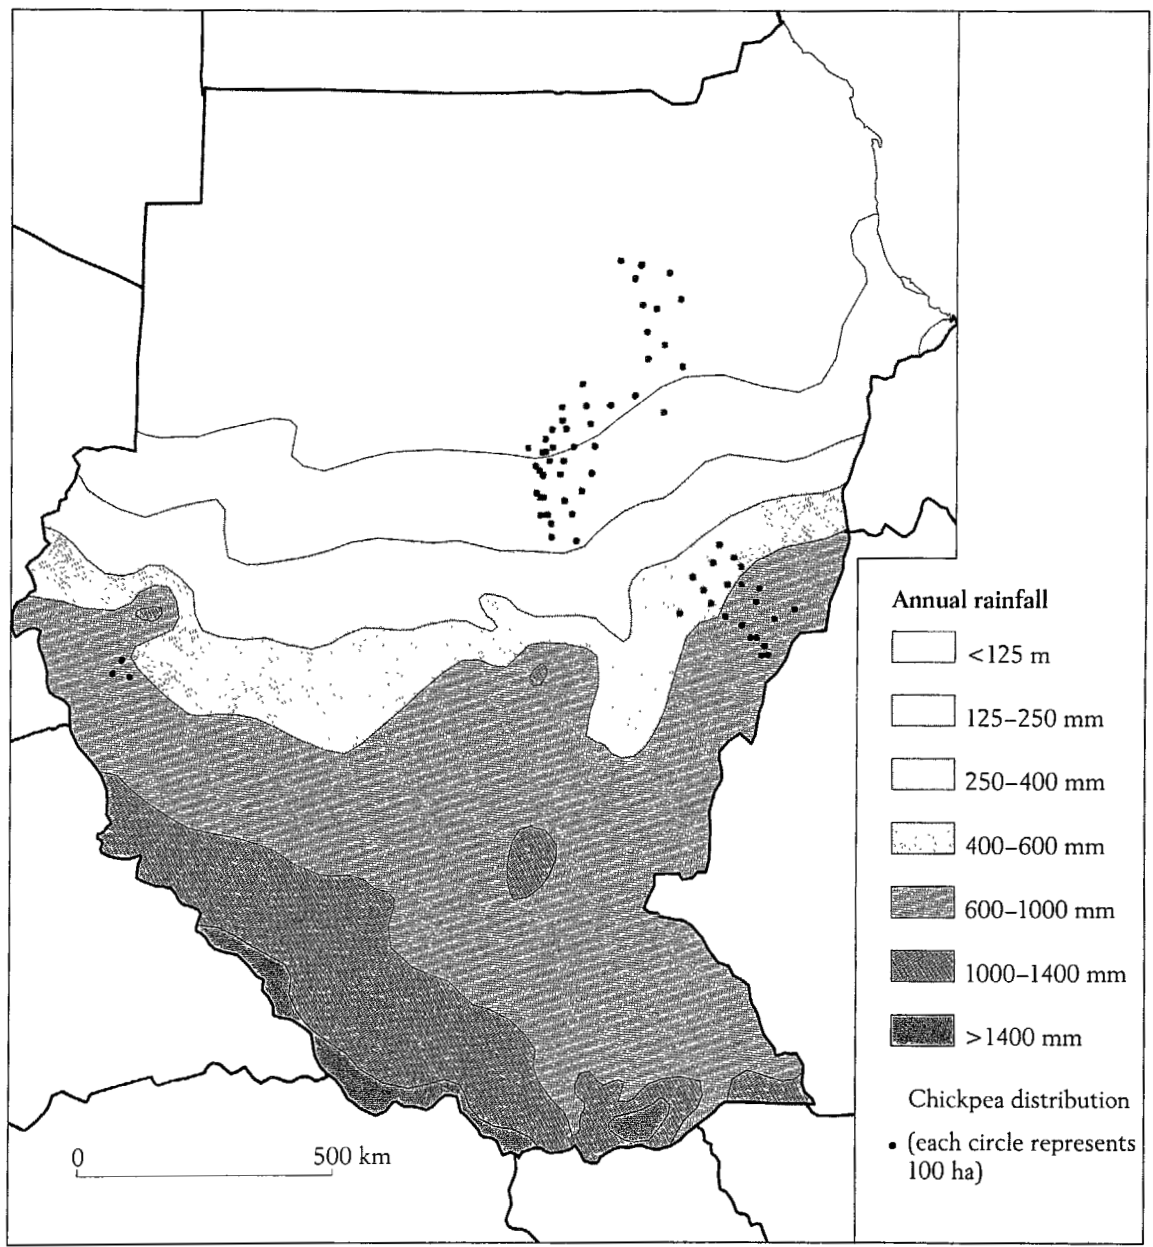 Annual rainfall
<125 m
125–250 mm
250–400 mm
400–600 mm
600–1000 mm
1000–1400 mm
>1400 mm
Chickpea distribution
(each circle represents
100 ha)
0 500 km